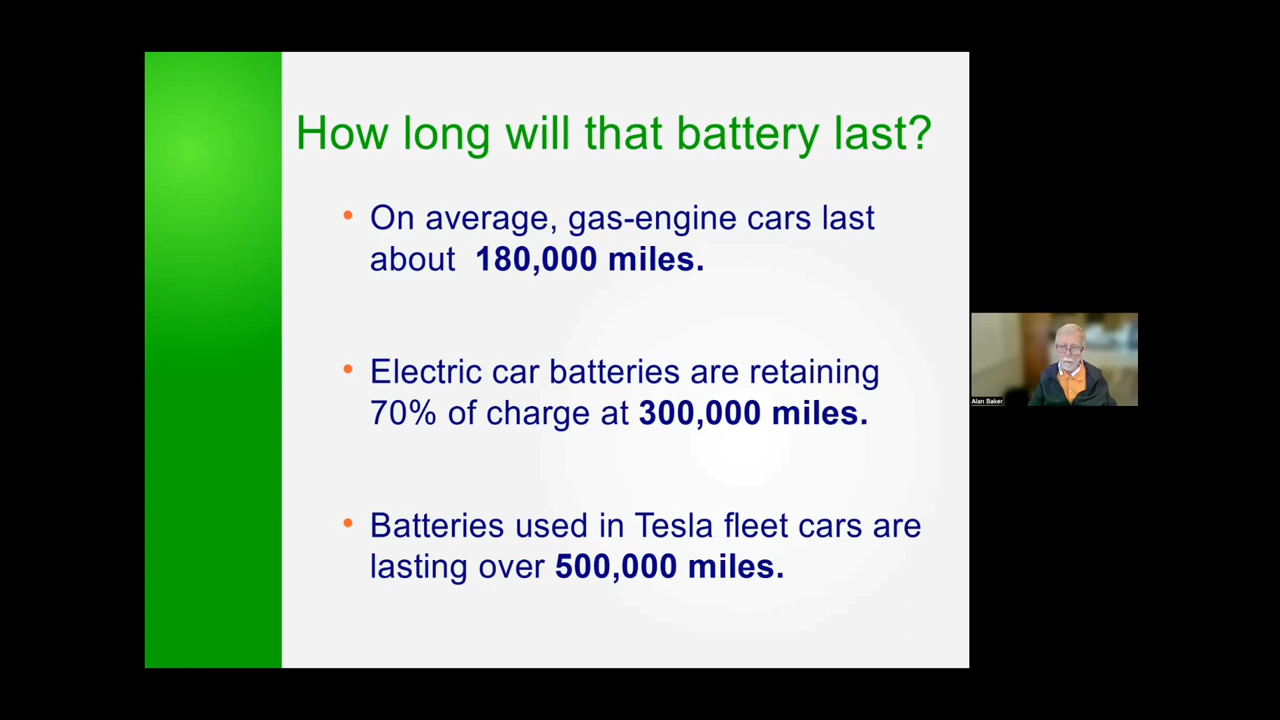 How long will that battery last?
• On average, gas-engine cars last
about 180,000 miles.
• Electric car batteries are retaining
70% of charge at 300,000 miles.
• Batteries used in Tesla fleet cars are
lasting over 500,000 miles.
Alan Baker